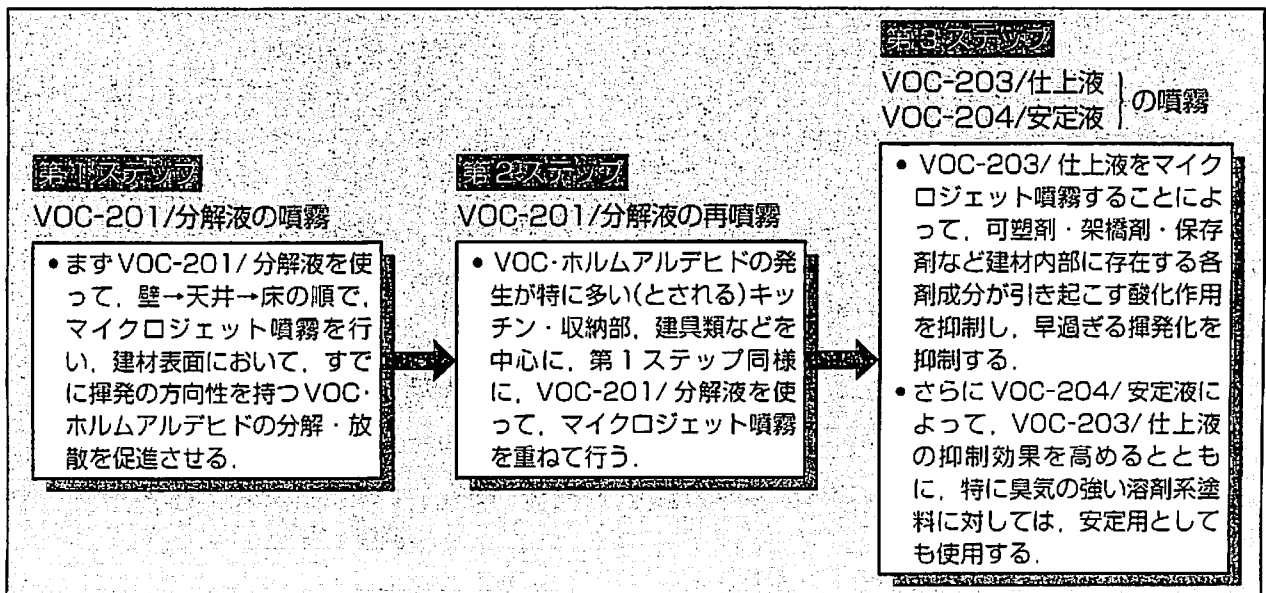 第1ステップ
VOC-201/分解液の噴霧
• まずVOC-201/分解液を使
って，壁→天井→床の順で，
マイクロジェット噴霧を行
い，建材表面において，すで
に揮発の方向性を持つVOC・
ホルムアルデヒドの分解・放
散を促進させる．
第2ステップ
VOC-201/分解液の再噴霧
• VOC・ホルムアルデヒドの発
生が特に多い(とされる)キッ
チン・収納部，建具類などを
中心に，第1ステップ同様
に，VOC-201/分解液を使
って，マイクロジェット噴霧
を重ねて行う．
第3ステップ
VOC-203/仕上液
VOC-204/安定液
}の噴霧
• VOC-203/仕上液をマイク
ロジェット噴霧することによ
って，可塑剤・架橋剤・保存
剤など建材内部に存在する各
剤成分が引き起こす酸化作用
を抑制し，早過ぎる揮発化を
抑制する．
• さらにVOC-204/安定液に
よって，VOC-203/仕上液
の抑制効果を高めるととも
に，特に臭気の強い溶剤系塗
料に対しては，安定用として
も使用する．